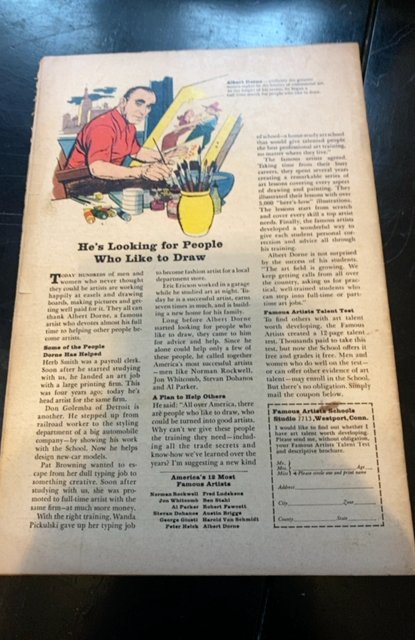 Albert Dorne
He's Looking for People
Who Like to Draw
TODAY HUNDREDS of men and
women who never thought
they could be artists are working
happily at easels and drawing
boards, making pictures and get-
ting well paid for it. They all can
thank Albert Dorne, a famous
artist who devotes almost all his
time to helping other people be-
come artists.
Some of the People
Dorne Has Helped
Herb Smith was a payroll clerk.
Soon after he started studying
with us, he landed an art job
with a large printing firm. This
was four years ago; today he's
head artist for the same firm.
Don Golemba of Detroit is
another. He stepped up from
railroad worker to the styling
department of a big automobile
company—by showing his work
with the School. Now he helps
design new-car models.
Pat Browning wanted to es-
cape from her dull typing job to
something creative. Soon after
studying with us, she was pro-
moted to full-time artist with the
same firm—at much more money.
With the right training, Wanda
Pickulski gave up her typing job
to become fashion artist for a local
department store.
Eric Ericson worked in a garage
while he studied art at night. To-
day he is a successful artist, earns
seven times as much, and is build-
ing a new home for his family.
Long before Albert Dorne
started looking for people who
like to draw, they came to him
for advice and help. Since he
alone could help only a few of
these people, he called together
America's most successful artists
—men like Norman Rockwell,
Jon Whitcomb, Stevan Dohanos
and Al Parker.
A Plan to Help Others
He said: "All over America, there
are people who like to draw, who
could be turned into good artists.
Why can't we give these people
the training they need—includ-
ing all the trade secrets and
know-how we've learned over the
years? I'm suggesting a new kind
of school—a home study art school
that would give talented people
the best professional art training,
no matter where they live."
The famous artists agreed.
Taking time from their busy
careers, they spent several years
creating a remarkable series of
art lessons covering every aspect
of drawing and painting. They
illustrated their lessons with over
5,000 "here's-how" illustrations.
The lessons start from scratch
and cover every skill a top artist
needs. Finally, the famous artists
developed a wonderful way to
give each student personal cor-
rection and advice all through
his training.
Albert Dorne is not surprised
by the success of his students.
"The art field is growing. We
keep getting calls from all over
the country, asking us for prac-
tical, well-trained students who
can step into full-time or part-
time art jobs."
Famous Artists Talent Test
To find others with art talent
worth developing, the Famous
Artists created a 12-page talent
test. Thousands paid to take this
test, but now the School offers it
free and grades it free. Men and
women who do well on the test—
or can offer other evidence of art
talent—may enroll in the School.
But there's no obligation. Simply
mail the coupon below.
Famous Artists Schools
Studio 7713, Westport, Conn.
I would like to find out whether I
have art talent worth developing.
Please send me, without obligation,
your Famous Artists Talent Test
and descriptive brochure.
Mr.
Mrs. Age
Miss Please circle one and print name
Address
City Zone
County State
America's 12 Most
Famous Artists
Norman Rockwell Fred Ludekens
Jon Whitcomb Ben Stahl
Al Parker Robert Fawcett
Stevan Dohanos Austin Briggs
George Giusti Harold Von Schmidt
Peter Helck Albert Dorne